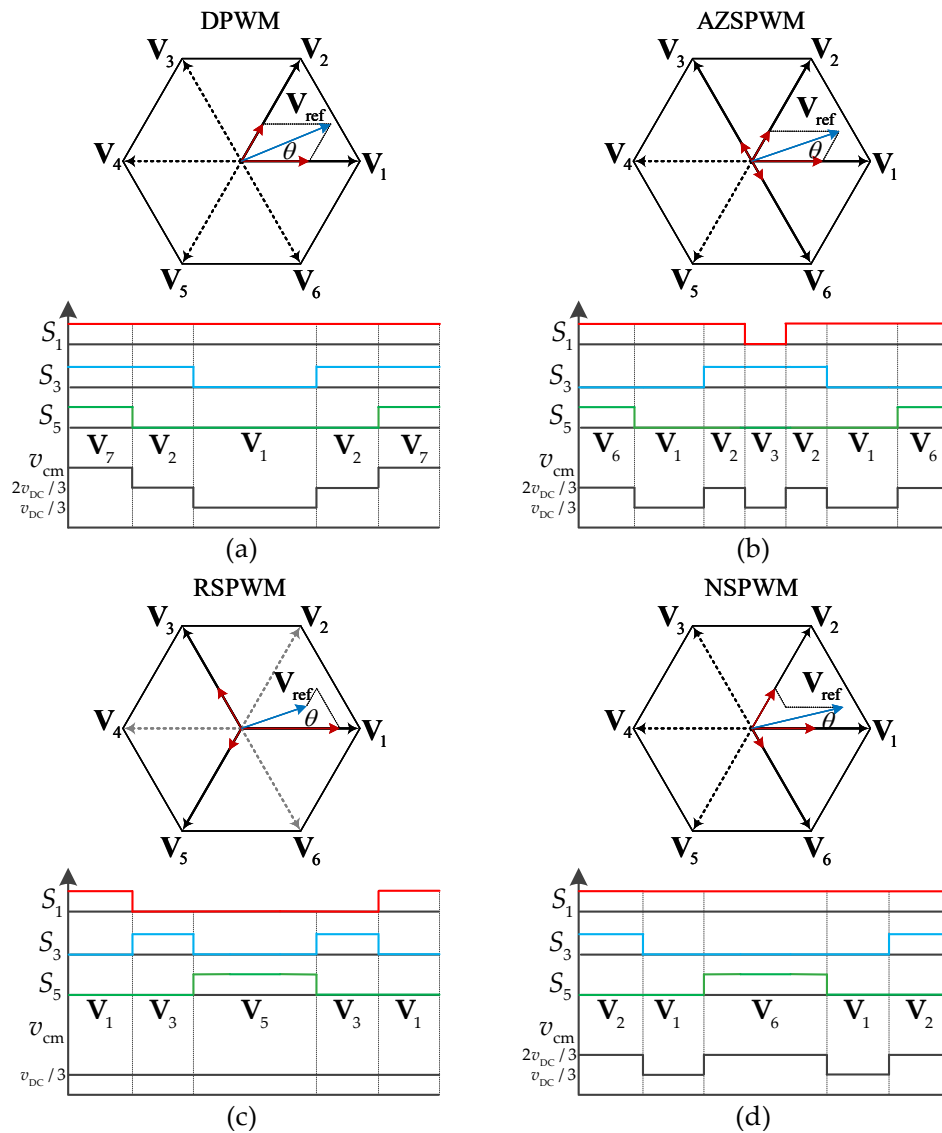 DPWM
V3
V2
Vref
θ
V4
V1
V5
V6
S1
S3
S5
V7 V2 V1 V2 V7
vcm
2vDC / 3
vDC / 3
(a)
AZSPWM
V3
V2
Vref
θ
V4
V1
V5
V6
S1
S3
S5
V6 V1 V2 V3 V2 V1 V6
vcm
2vDC / 3
vDC / 3
(b)
RSPWM
V3
V2
Vref
θ
V4
V1
V5
V6
S1
S3
S5
V1 V3 V5 V3 V1
vcm
vDC / 3
(c)
NSPWM
V3
V2
Vref
θ
V4
V1
V5
V6
S1
S3
S5
V2 V1 V6 V1 V2
vcm
2vDC / 3
vDC / 3
(d)